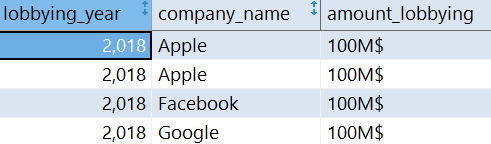 lobbying_year company_name amount_lobbying
2,018 Apple 100M$
2,018 Apple 100M$
2,018 Facebook 100M$
2,018 Google 100M$